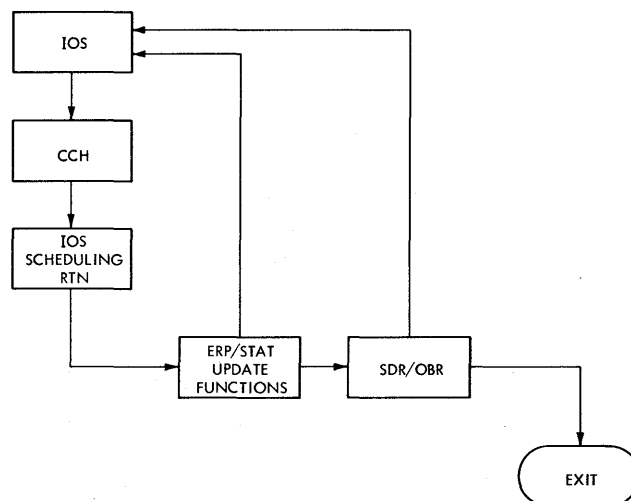 IOS
CCH
IOS
SCHEDULING
RTN
ERP/STAT
UPDATE
FUNCTIONS
SDR/OBR
EXIT